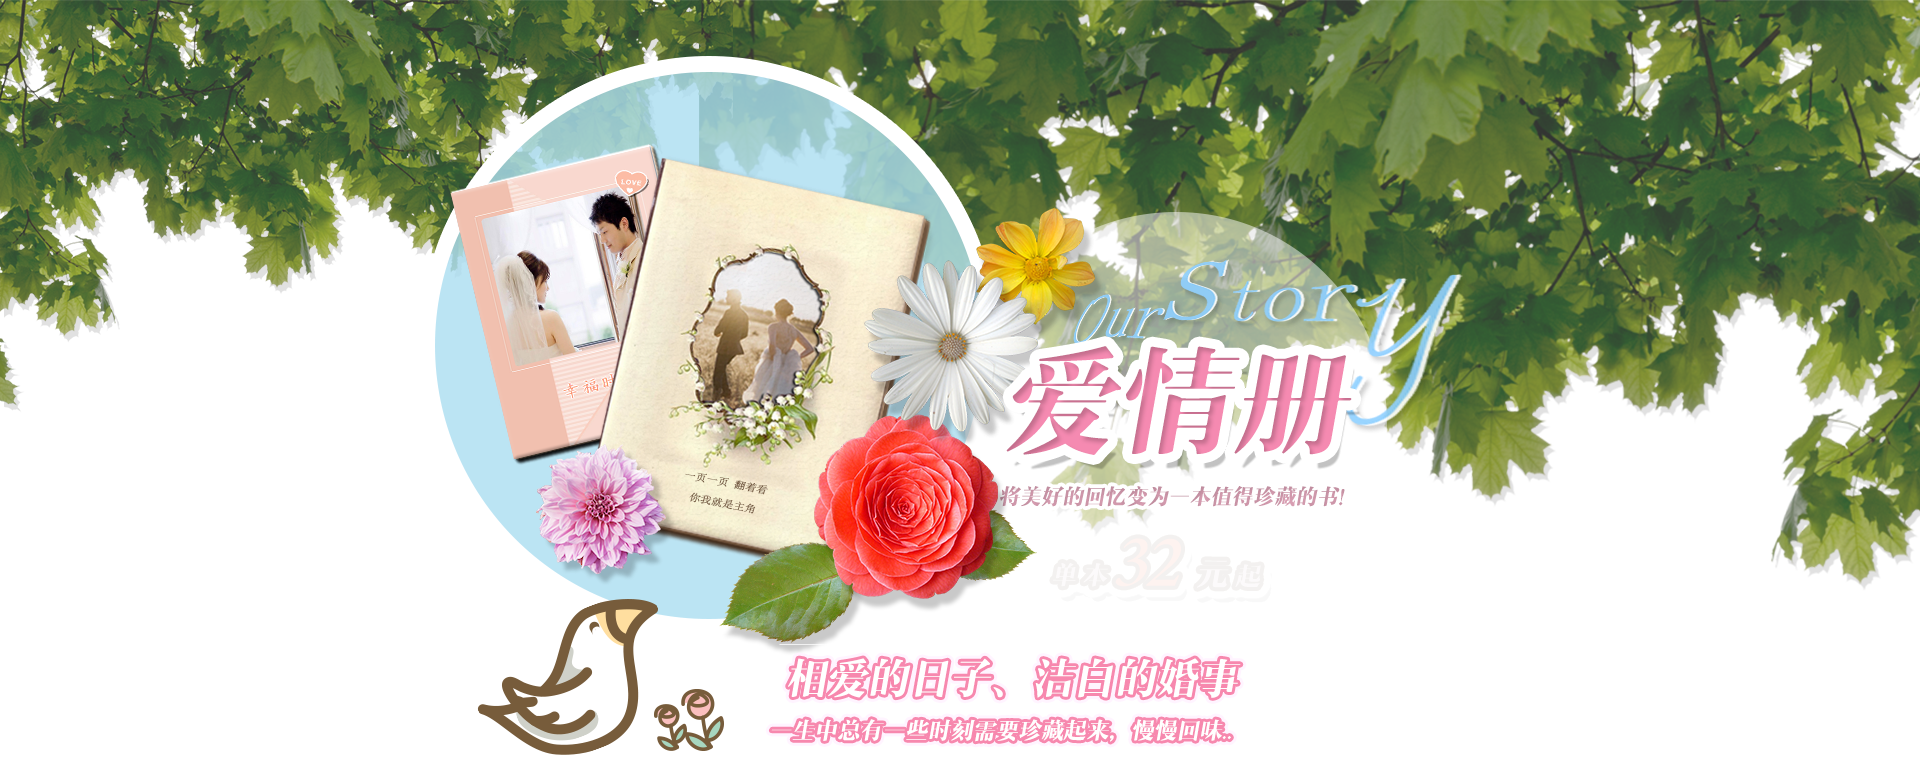 LOVE
幸福时
一页一页 翻着看
你我就是主角
Our Story
爱情册
将美好的回忆变为一本值得珍藏的书!
单本32元起
相爱的日子、洁白的婚事
一生中总有一些时刻需要珍藏起来，慢慢回味..